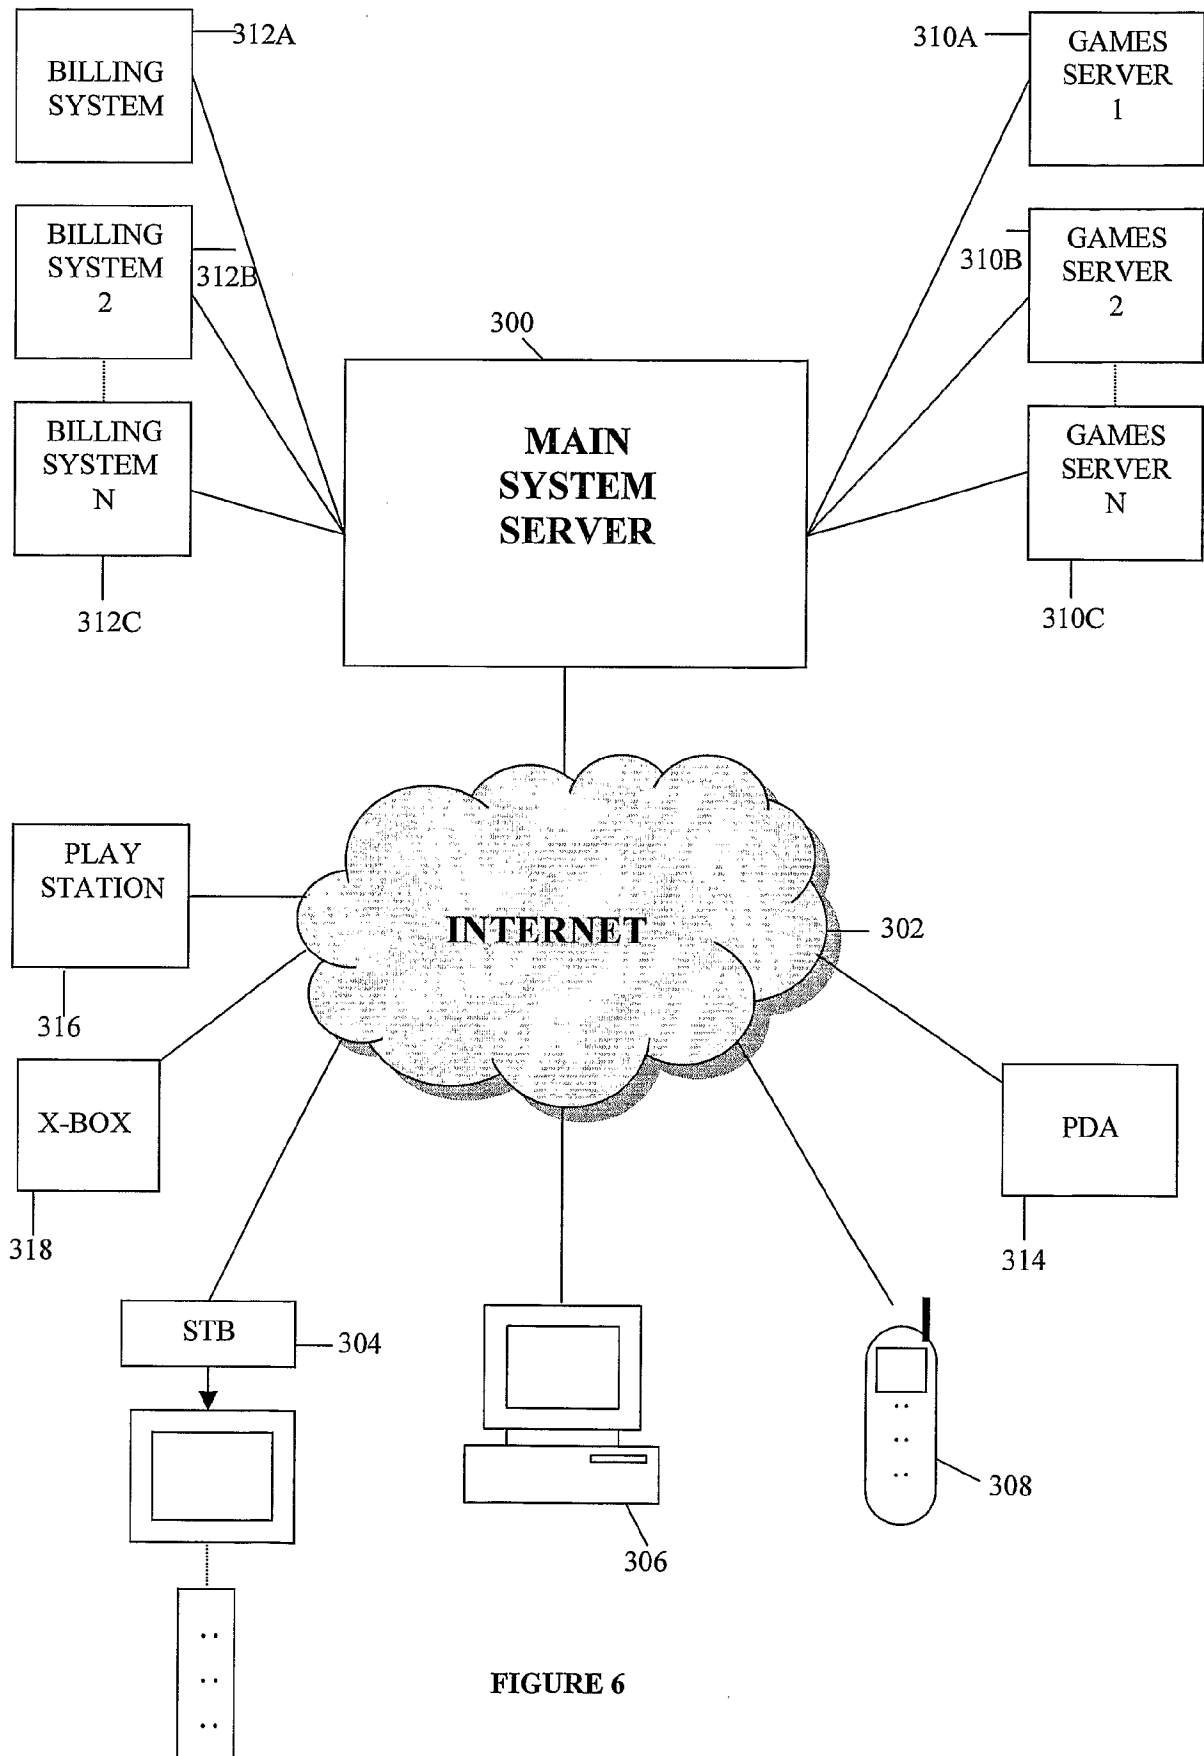 312A
BILLING
SYSTEM
310A
GAMES
SERVER
1
BILLING
SYSTEM
2
312B
310B
GAMES
SERVER
2
300
BILLING
SYSTEM
N
312C
MAIN
SYSTEM
SERVER
GAMES
SERVER
N
310C
PLAY
STATION
316
INTERNET
302
X-BOX
318
PDA
314
STB
304
306
308
FIGURE 6